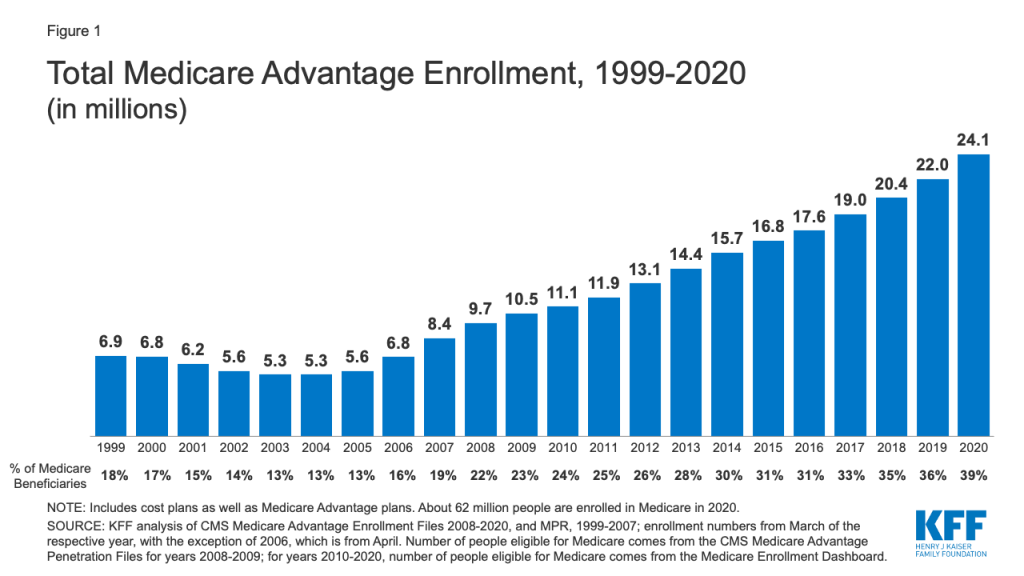 Figure 1
Total Medicare Advantage Enrollment, 1999-2020
(in millions)
6.9 6.8 6.2 5.6 5.3 5.3 5.6 6.8 8.4 9.7 10.5 11.1 11.9 13.1 14.4 15.7 16.8 17.6 19.0 20.4 22.0 24.1
1999 2000 2001 2002 2003 2004 2005 2006 2007 2008 2009 2010 2011 2012 2013 2014 2015 2016 2017 2018 2019 2020
% of Medicare
Beneficiaries
18% 17% 15% 14% 13% 13% 13% 16% 19% 22% 23% 24% 25% 26% 28% 30% 31% 31% 33% 35% 36% 39%
NOTE: Includes cost plans as well as Medicare Advantage plans. About 62 million people are enrolled in Medicare in 2020.
SOURCE: KFF analysis of CMS Medicare Advantage Enrollment Files 2008-2020, and MPR, 1999-2007; enrollment numbers from March of the
respective year, with the exception of 2006, which is from April. Number of people eligible for Medicare comes from the CMS Medicare Advantage
Penetration Files for years 2008-2009; for years 2010-2020, number of people eligible for Medicare comes from the Medicare Enrollment Dashboard.
KFF
HENRY J KAISER
FAMILY FOUNDATION